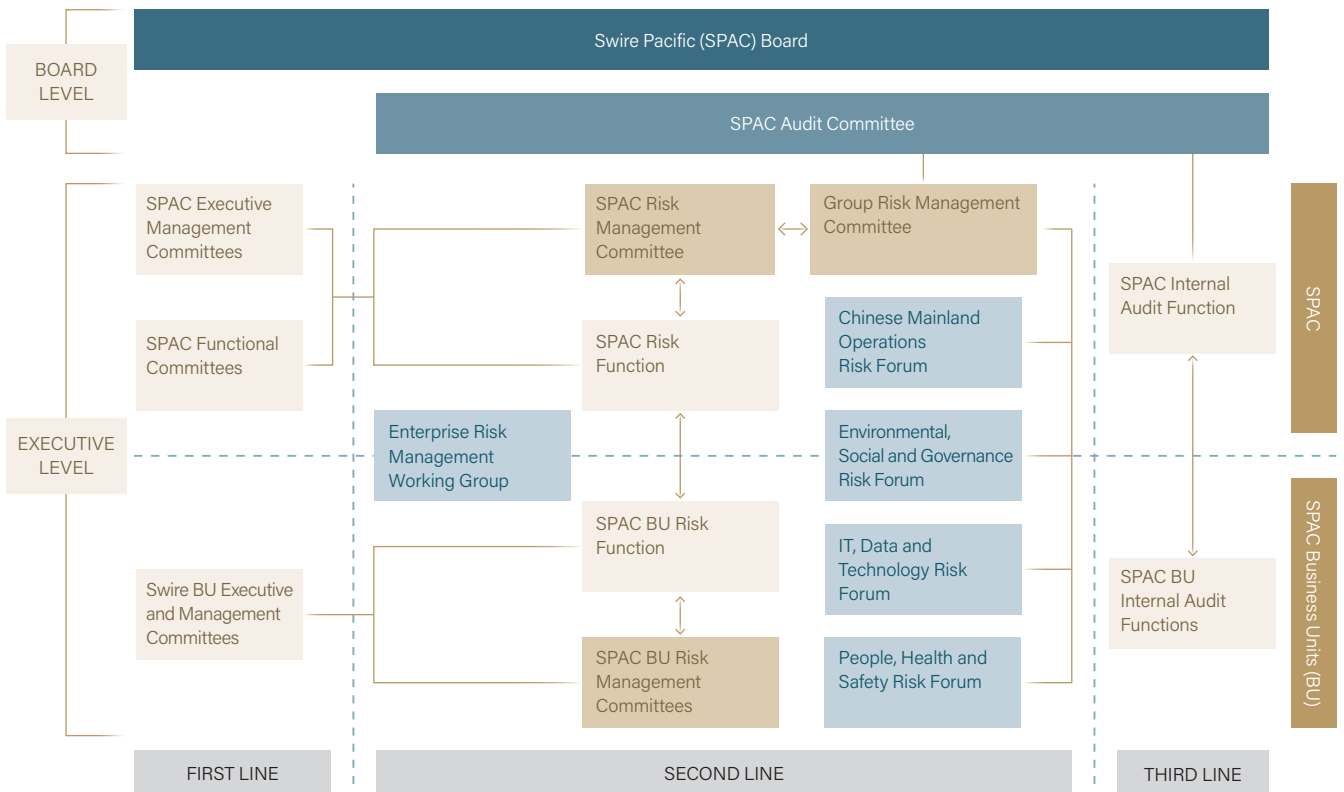 Swire Pacific (SPAC) Board
BOARD
LEVEL
SPAC Audit Committee
SPAC Executive
Management
Committees
SPAC Risk
Management
Committee
Group Risk Management
Committee
SPAC Internal
Audit Function
SPAC
SPAC Functional
Committees
SPAC Risk
Function
Chinese Mainland
Operations
Risk Forum
EXECUTIVE
LEVEL
Enterprise Risk
Management
Working Group
Environmental,
Social and Governance
Risk Forum
SPAC BU Risk
Function
IT, Data and
Technology Risk
Forum
Swire BU Executive
and Management
Committees
SPAC BU
Internal Audit
Functions
SPAC Business Units (BU)
SPAC BU Risk
Management
Committees
People, Health and
Safety Risk Forum
FIRST LINE
SECOND LINE
THIRD LINE